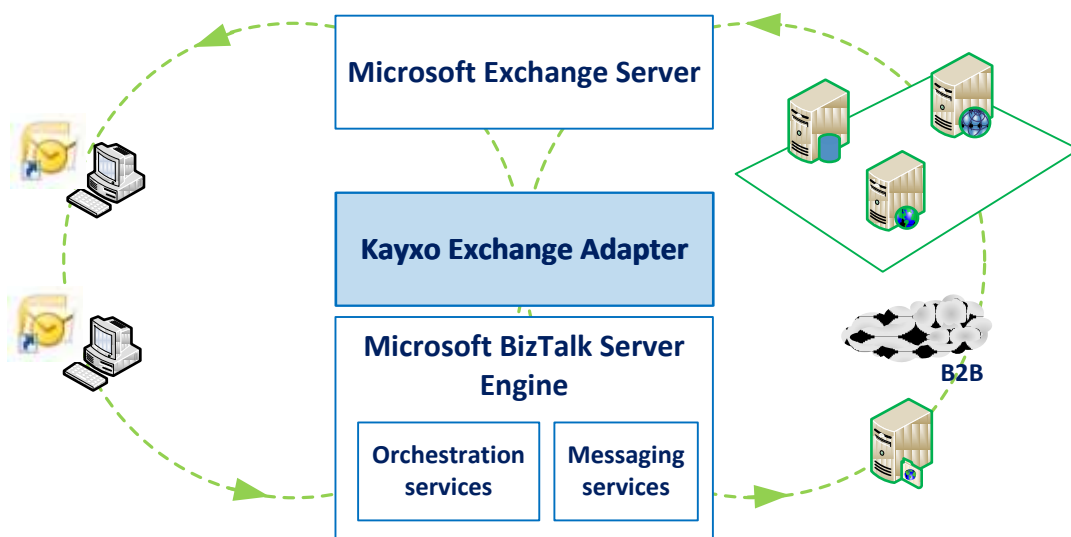 Microsoft Exchange Server
Kayxo Exchange Adapter
Microsoft BizTalk Server
Engine
Orchestration
services
Messaging
services
B2B